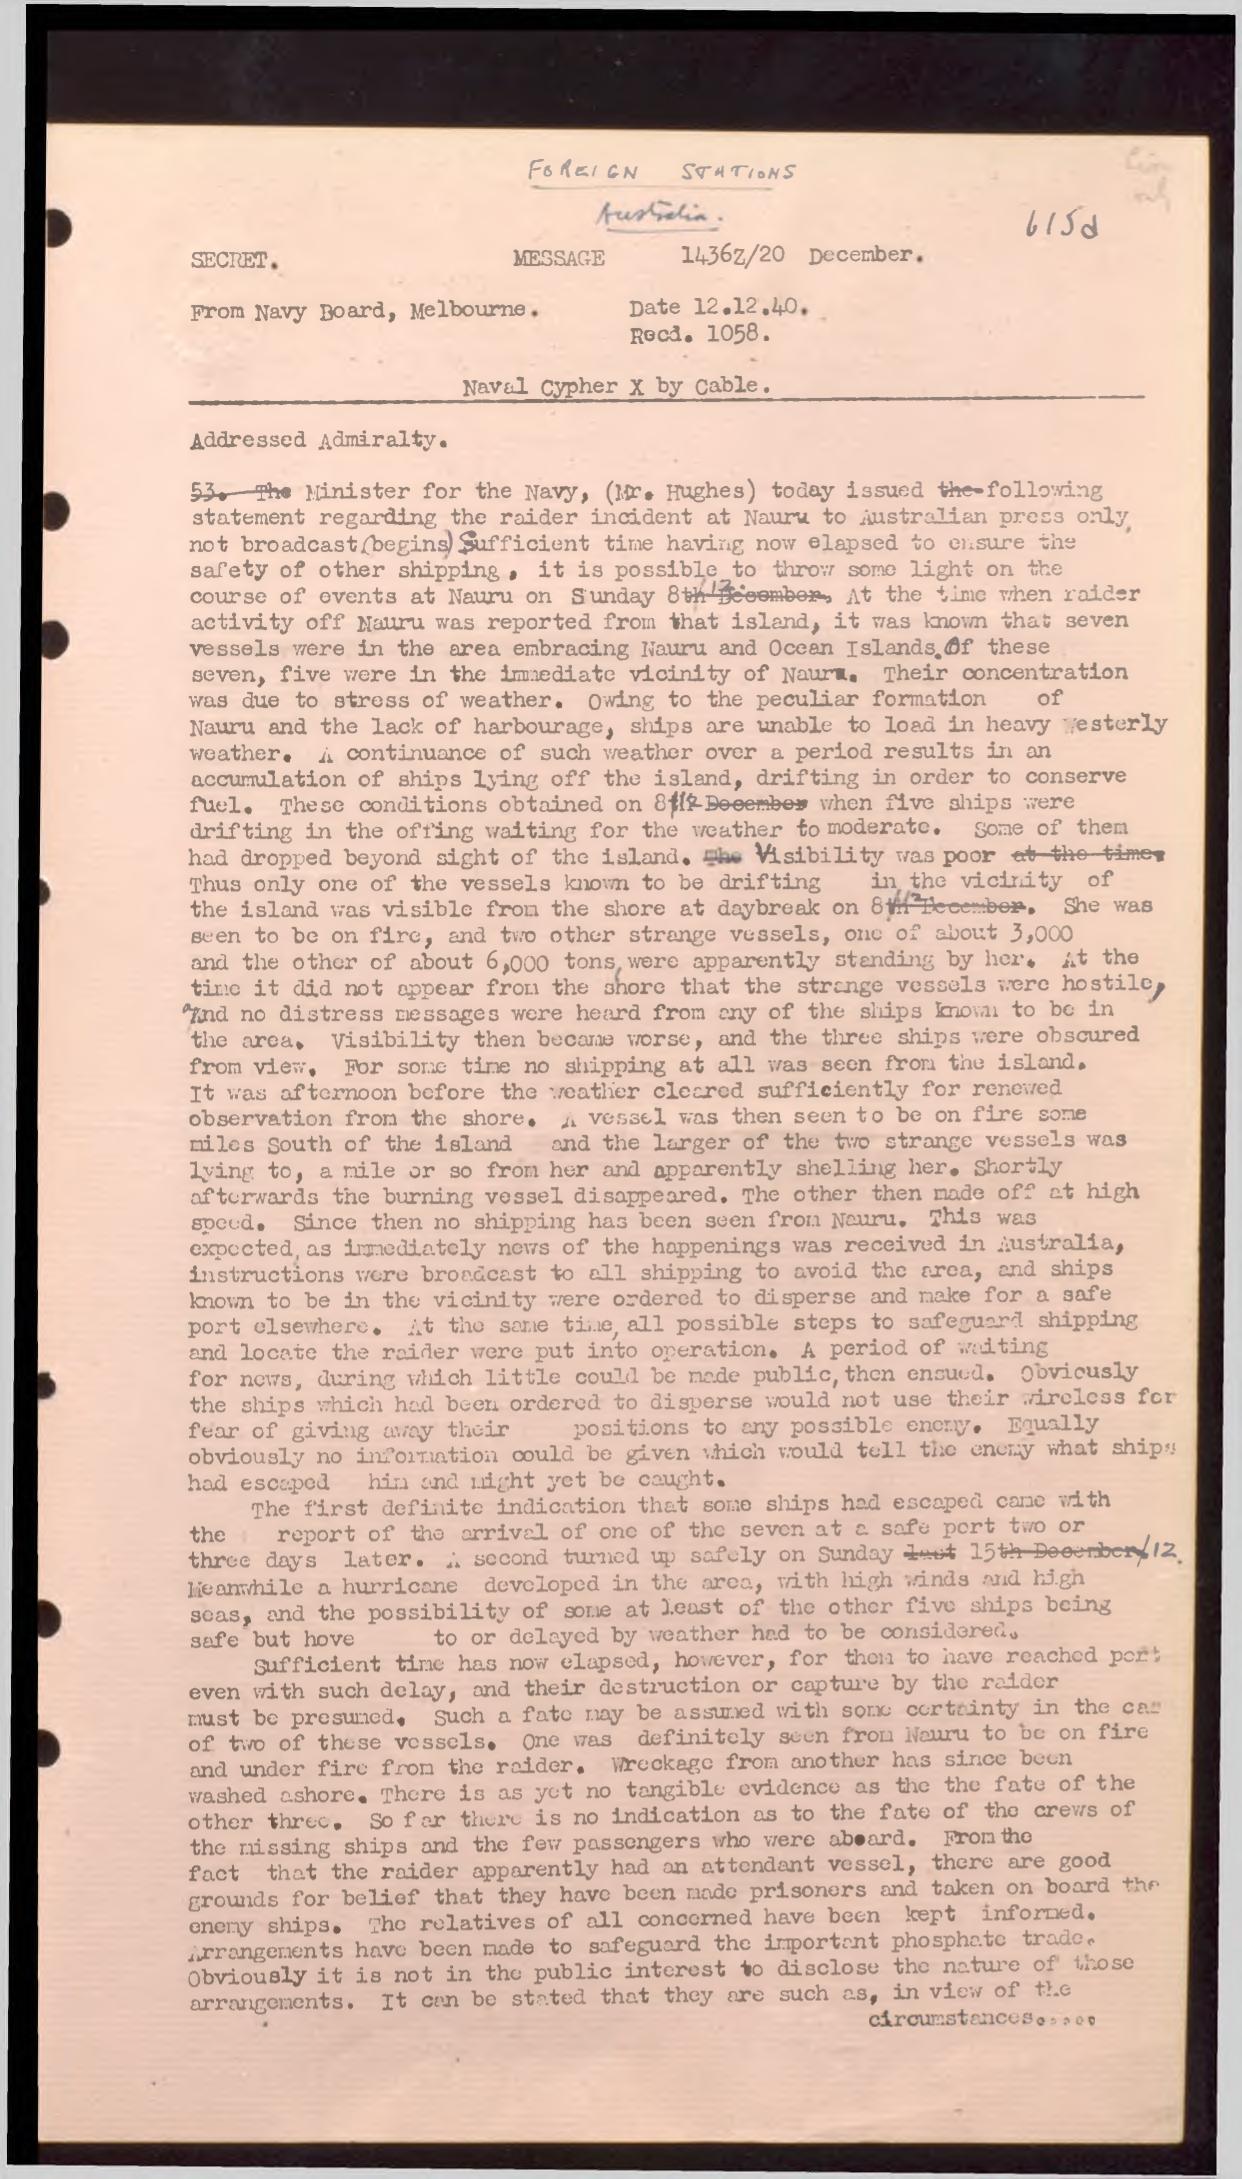 FOREIGN STATIONS
Australia.
615d
SECRET. MESSAGE 1436Z/20 December.
From Navy Board, Melbourne. Date 12.12.40.
Recd. 1058.
Naval Cypher X by Cable.
Addressed Admiralty.
53. The Minister for the Navy, (Mr. Hughes) today issued the following
statement regarding the raider incident at Nauru to Australian press only,
not broadcast (begins) Sufficient time having now elapsed to ensure the
safety of other shipping, it is possible to throw some light on the
course of events at Nauru on Sunday 8th December. /12 At the time when raider
activity off Nauru was reported from that island, it was known that seven
vessels were in the area embracing Nauru and Ocean Islands. Of these
seven, five were in the immediate vicinity of Nauru. Their concentration
was due to stress of weather. Owing to the peculiar formation of
Nauru and the lack of harbourage, ships are unable to load in heavy westerly
weather. A continuance of such weather over a period results in an
accumulation of ships lying off the island, drifting in order to conserve
fuel. These conditions obtained on 8/12 December when five ships were
drifting in the offing waiting for the weather to moderate. Some of them
had dropped beyond sight of the island. The Visibility was poor at the time.
Thus only one of the vessels known to be drifting in the vicinity of
the island was visible from the shore at daybreak on 8th December. /12 She was
seen to be on fire, and two other strange vessels, one of about 3,000
and the other of about 6,000 tons, were apparently standing by her. At the
time it did not appear from the shore that the strange vessels were hostile,
and no distress messages were heard from any of the ships known to be in
the area. Visibility then became worse, and the three ships were obscured
from view. For some time no shipping at all was seen from the island.
It was afternoon before the weather cleared sufficiently for renewed
observation from the shore. A vessel was then seen to be on fire some
miles South of the island and the larger of the two strange vessels was
lying to, a mile or so from her and apparently shelling her. Shortly
afterwards the burning vessel disappeared. The other then made off at high
speed. Since then no shipping has been seen from Nauru. This was
expected, as immediately news of the happenings was received in Australia,
instructions were broadcast to all shipping to avoid the area, and ships
known to be in the vicinity were ordered to disperse and make for a safe
port elsewhere. At the same time, all possible steps to safeguard shipping
and locate the raider were put into operation. A period of waiting
for news, during which little could be made public, then ensued. Obviously
the ships which had been ordered to disperse would not use their wireless for
fear of giving away their positions to any possible enemy. Equally
obviously no information could be given which would tell the enemy what ships
had escaped him and might yet be caught.
The first definite indication that some ships had escaped came with
the report of the arrival of one of the seven at a safe port two or
three days later. A second turned up safely on Sunday last 15th December /12.
Meanwhile a hurricane developed in the area, with high winds and high
seas, and the possibility of some at least of the other five ships being
safe but hove to or delayed by weather had to be considered.
Sufficient time has now elapsed, however, for them to have reached port
even with such delay, and their destruction or capture by the raider
must be presumed. Such a fate may be assumed with some certainty in the cas
of two of these vessels. One was definitely seen from Nauru to be on fire
and under fire from the raider. Wreckage from another has since been
washed ashore. There is as yet no tangible evidence as the the fate of the
other three. So far there is no indication as to the fate of the crews of
the missing ships and the few passengers who were aboard. From the
fact that the raider apparently had an attendant vessel, there are good
grounds for belief that they have been made prisoners and taken on board the
enemy ships. The relatives of all concerned have been kept informed.
Arrangements have been made to safeguard the important phosphate trade.
Obviously it is not in the public interest to disclose the nature of those
arrangements. It can be stated that they are such as, in view of the
circumstances.....